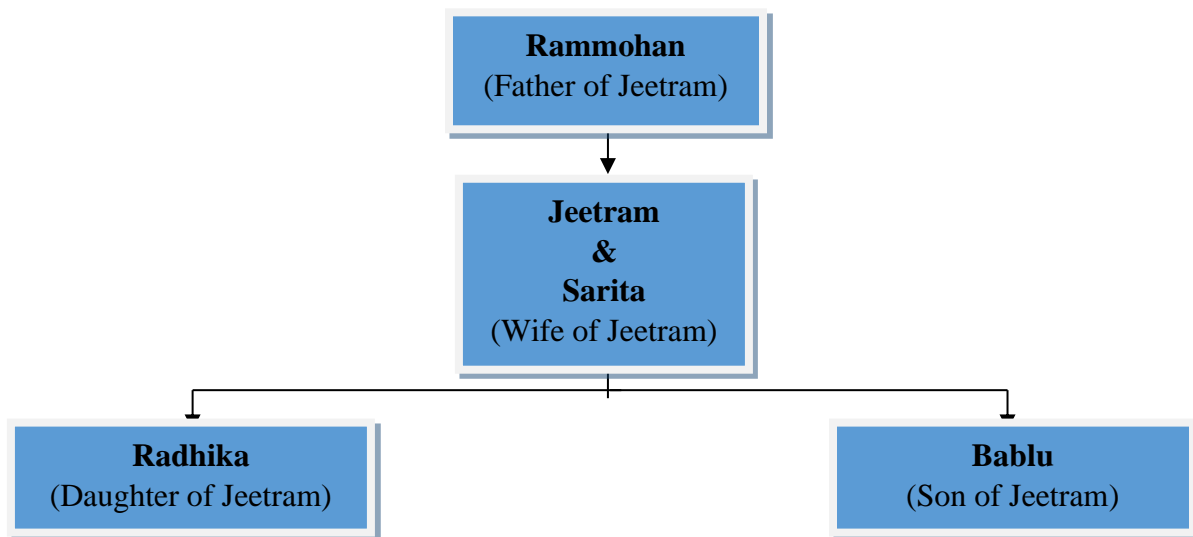 Rammohan
(Father of Jeetram)
Jeetram
&
Sarita
(Wife of Jeetram)
Radhika
(Daughter of Jeetram)
Bablu
(Son of Jeetram)